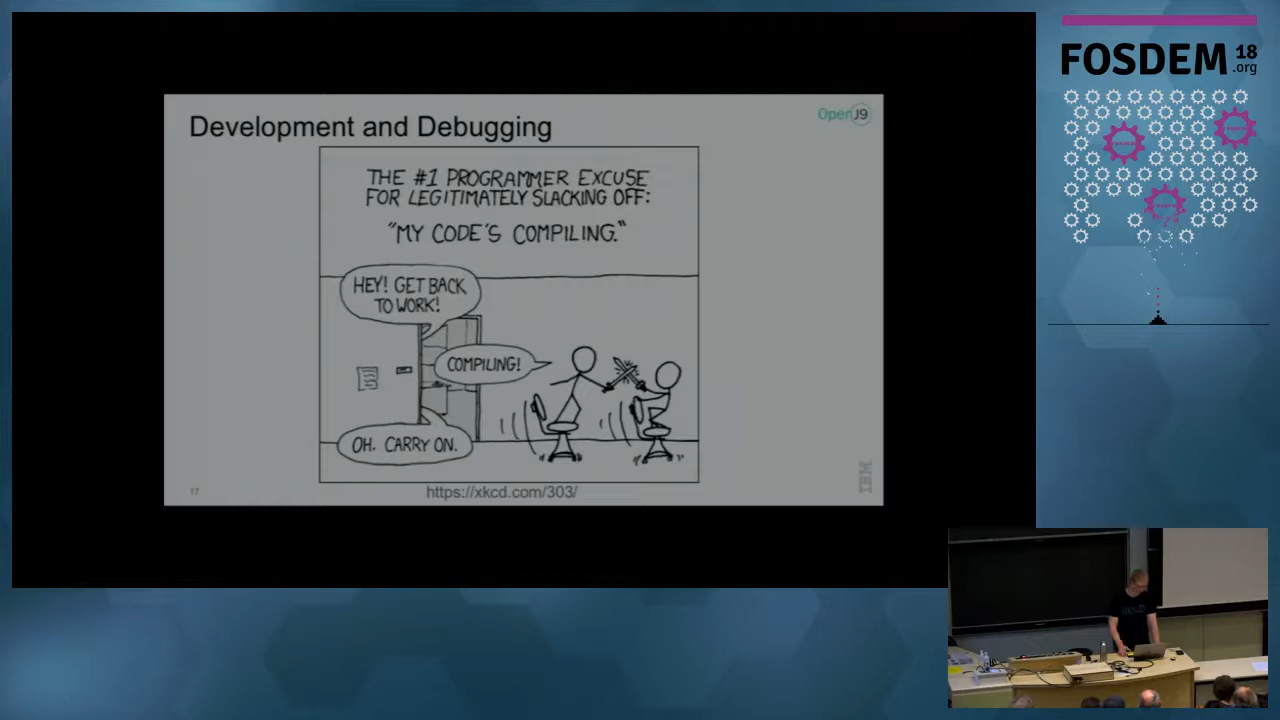 Development and Debugging
OpenJ9
THE #1 PROGRAMMER EXCUSE
FOR LEGITIMATELY SLACKING OFF:
"MY CODE'S COMPILING."
HEY! GET BACK
TO WORK!
COMPILING!
OH. CARRY ON.
17
https://xkcd.com/303/
IBM
FOSDEM 18
.org